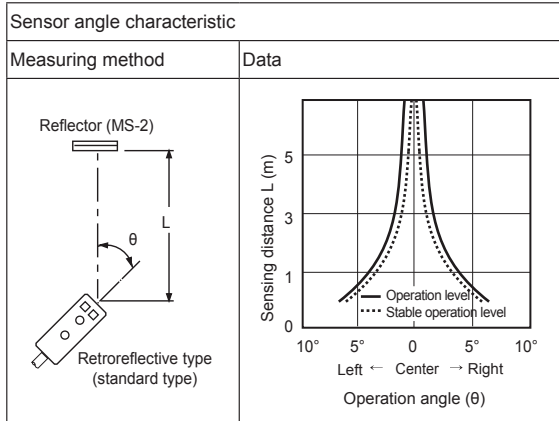 Sensor angle characteristic
Measuring method
Data
Reflector (MS-2)
L
θ
Retroreflective type
(standard type)
Sensing distance L (m)
5
3
1
0
Operation level
Stable operation level
10° 5° 0 5° 10°
Left ← Center → Right
Operation angle (θ)